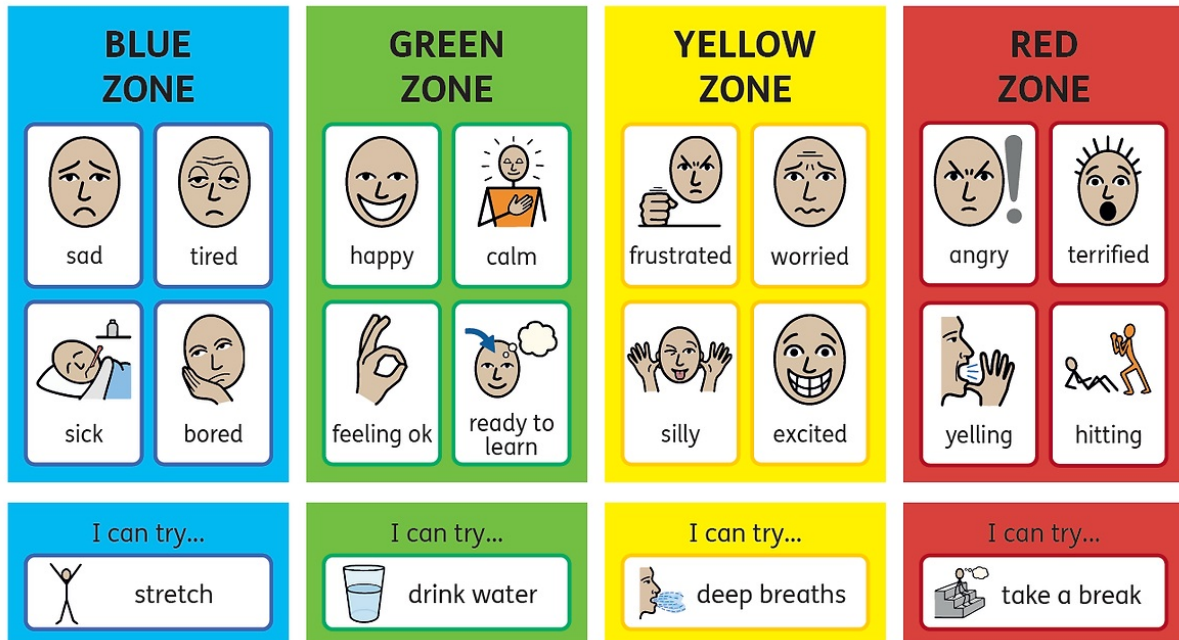 BLUE
ZONE
sad
tired
sick
bored
I can try...
stretch
GREEN
ZONE
happy
calm
feeling ok
ready to
learn
I can try...
drink water
YELLOW
ZONE
frustrated
worried
silly
excited
I can try...
deep breaths
RED
ZONE
angry
terrified
yelling
hitting
I can try...
take a break